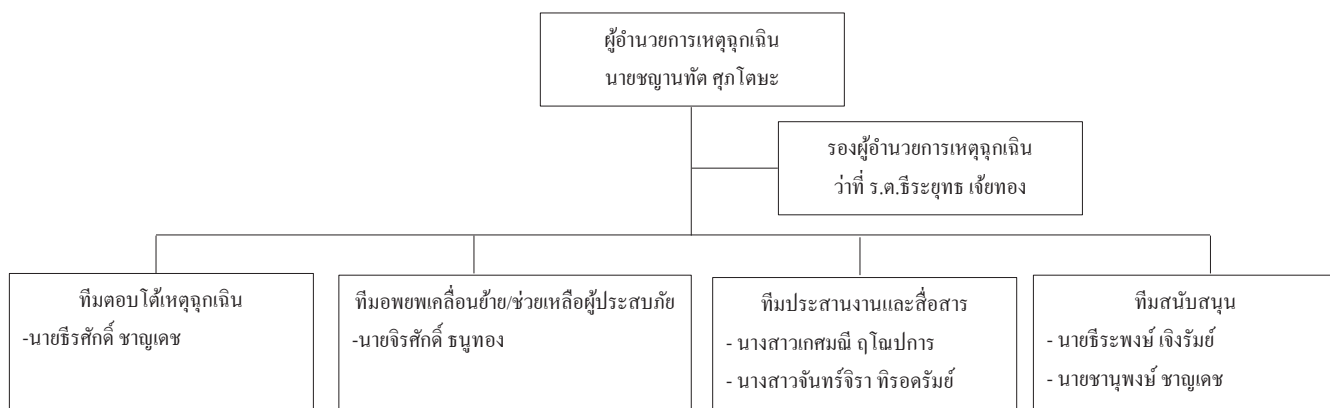 ผู้อำนวยการเหตุฉุกเฉิน
นายชญานทัต ศุภโตษะ
รองผู้อำนวยการเหตุฉุกเฉิน
ว่าที่ ร.ต.ธีระยุทธ เจ้ยทอง
ทีมตอบโต้เหตุฉุกเฉิน
-นายธีรศักดิ์ ชาญเดช
ทีมอพยพเคลื่อนย้าย/ช่วยเหลือผู้ประสบภัย
-นายจิรศักดิ์ ธนูทอง
ทีมประสานงานและสื่อสาร
- นางสาวเกศมณี ฤโณปการ
- นางสาวจันทร์จิรา ทิรอดรัมย์
ทีมสนับสนุน
- นายธีระพงษ์ เจิงรัมย์
- นายชานุพงษ์ ชาญเดช